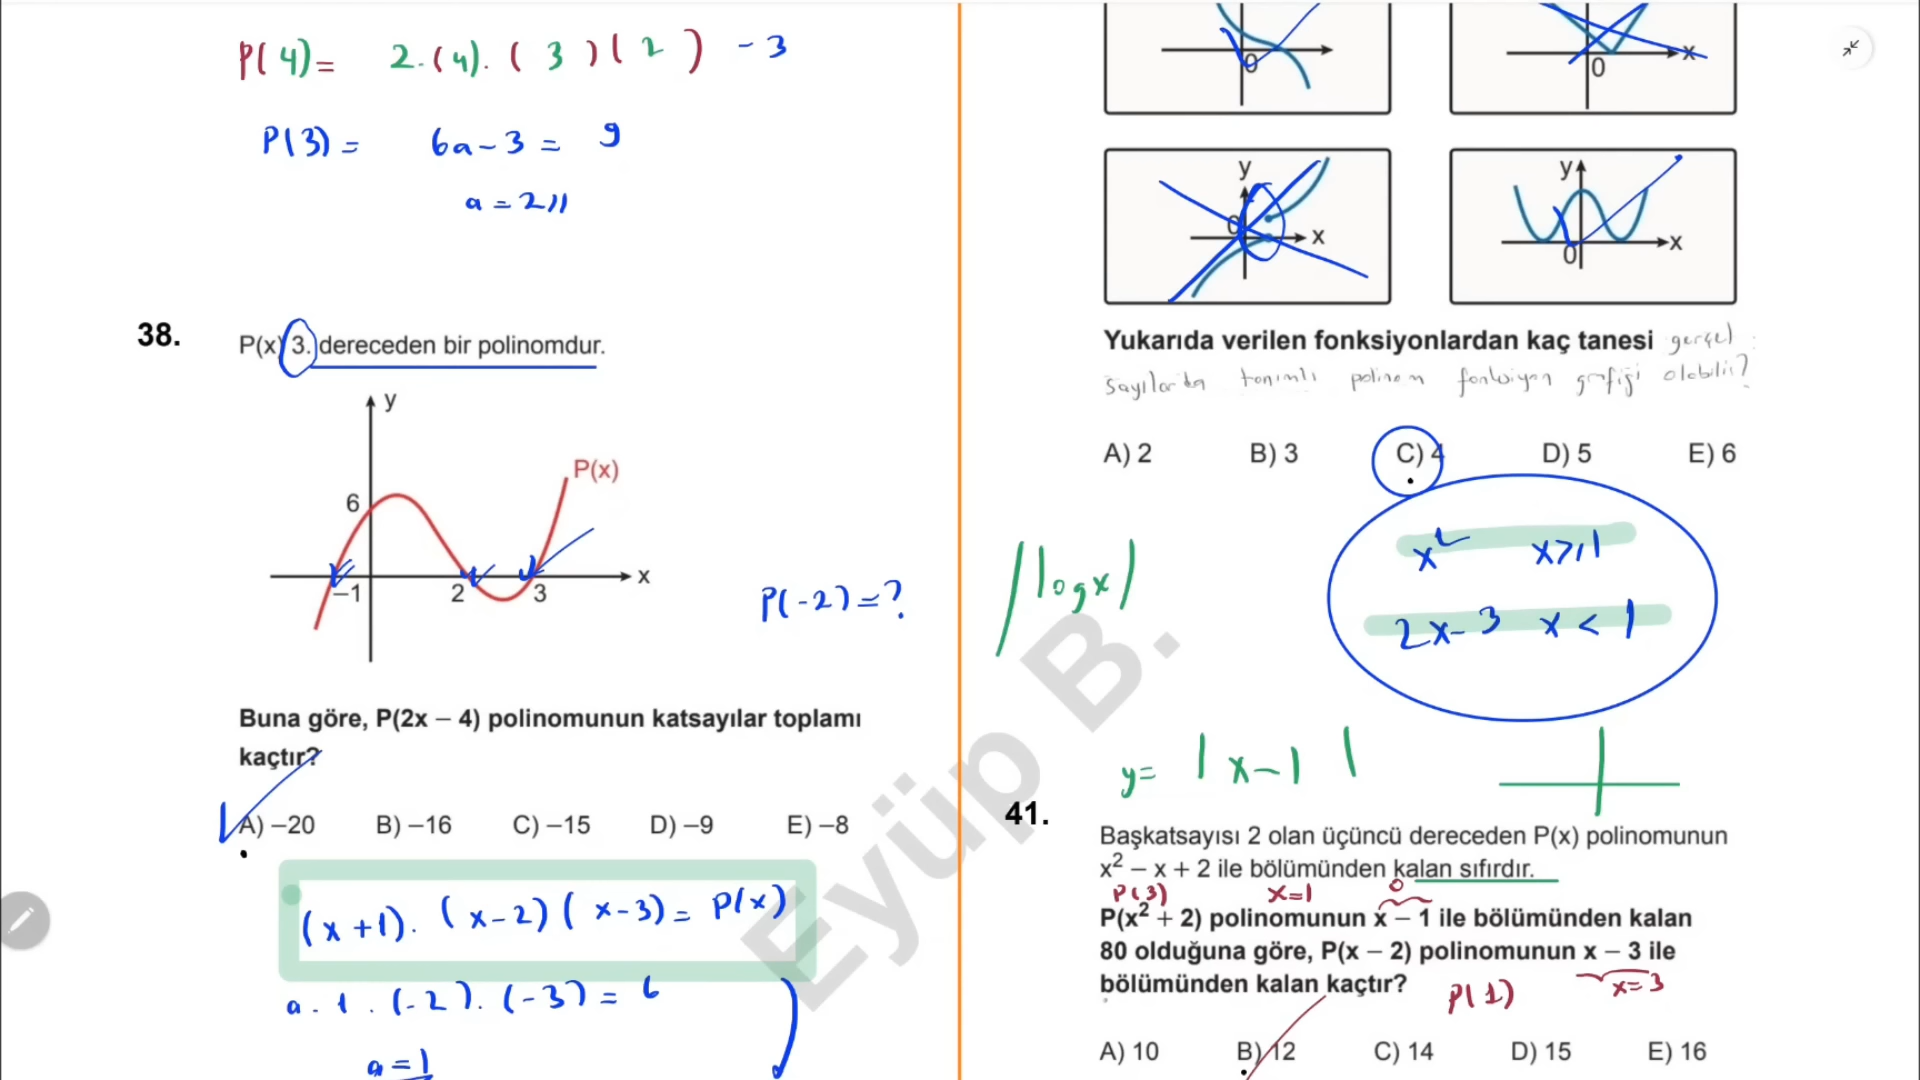 P(4) = 2.(4).(3)(2) - 3
P(3) = 6a - 3 = 9
a = 2 //
38.
P(x) 3. dereceden bir polinomdur.
y
P(x)
6
x
-1
2
3
P(-2) = ?
Buna göre, P(2x – 4) polinomunun katsayılar toplamı
kaçtır?
A) –20 B) –16 C) –15 D) –9 E) –8
(x+1).(x-2)(x-3) = P(x)
a.1.(-2).(-3) = 6
a = 1
0
x
0
y
0
x
y
0
x
Yukarıda verilen fonksiyonlardan kaç tanesi gerçel
sayılarda tanımlı polinom fonksiyon grafiği olabilir?
A) 2 B) 3 C) 4 D) 5 E) 6
x² x≥1
2x-3 x < 1
|logx|
y = |x-1|
41.
Başkatsayısı 2 olan üçüncü dereceden P(x) polinomunun
x² – x + 2 ile bölümünden kalan sıfırdır.
P(3) x=1 0
P(x² + 2) polinomunun x – 1 ile bölümünden kalan
80 olduğuna göre, P(x – 2) polinomunun x – 3 ile
bölümünden kalan kaçtır?
P(1) x=3
A) 10 B) 12 C) 14 D) 15 E) 16
Eyüp B.